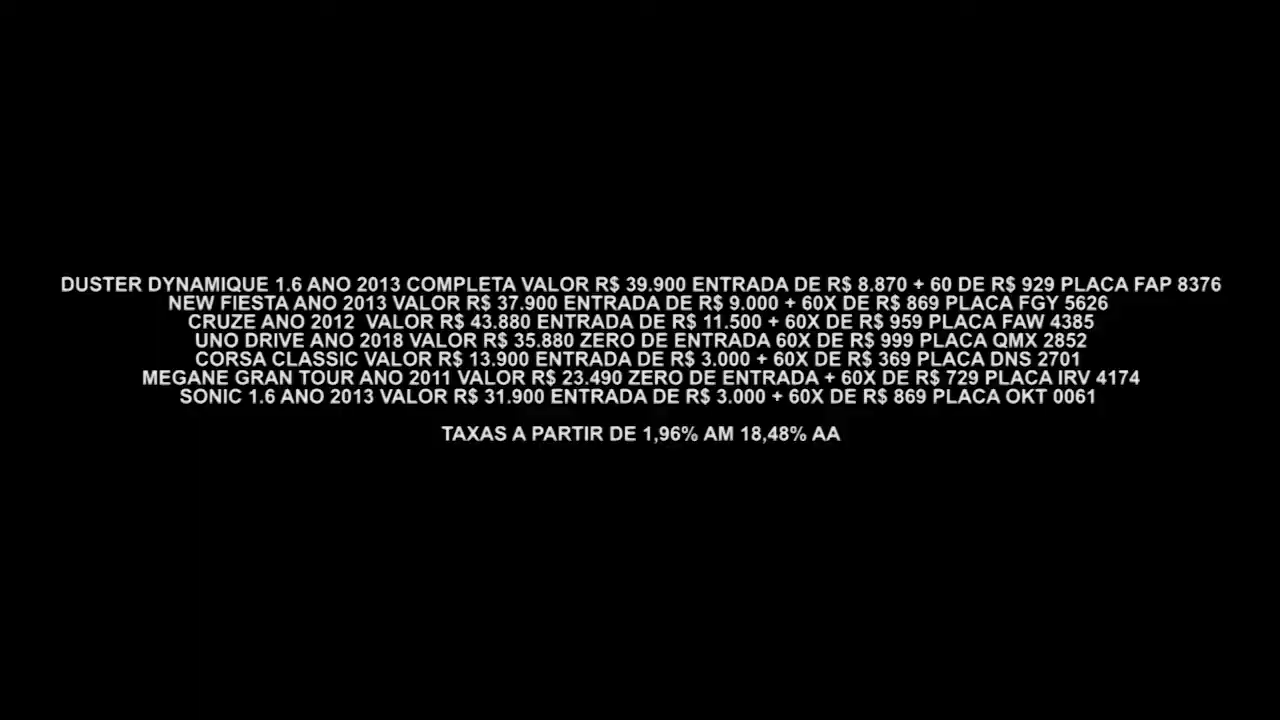 DUSTER DYNAMIQUE 1.6 ANO 2013 COMPLETA VALOR R$ 39.900 ENTRADA DE R$ 8.870 + 60 DE R$ 929 PLACA FAP 8376
NEW FIESTA ANO 2013 VALOR R$ 37.900 ENTRADA DE R$ 9.000 + 60X DE R$ 869 PLACA FGY 5626
CRUZE ANO 2012  VALOR R$ 43.880 ENTRADA DE R$ 11.500 + 60X DE R$ 959 PLACA FAW 4385
UNO DRIVE ANO 2018 VALOR R$ 35.880 ZERO DE ENTRADA 60X DE R$ 999 PLACA QMX 2852
CORSA CLASSIC VALOR R$ 13.900 ENTRADA DE R$ 3.000 + 60X DE R$ 369 PLACA DNS 2701
MEGANE GRAN TOUR ANO 2011 VALOR R$ 23.490 ZERO DE ENTRADA + 60X DE R$ 729 PLACA IRV 4174
SONIC 1.6 ANO 2013 VALOR R$ 31.900 ENTRADA DE R$ 3.000 + 60X DE R$ 869 PLACA OKT 0061
TAXAS A PARTIR DE 1,96% AM 18,48% AA